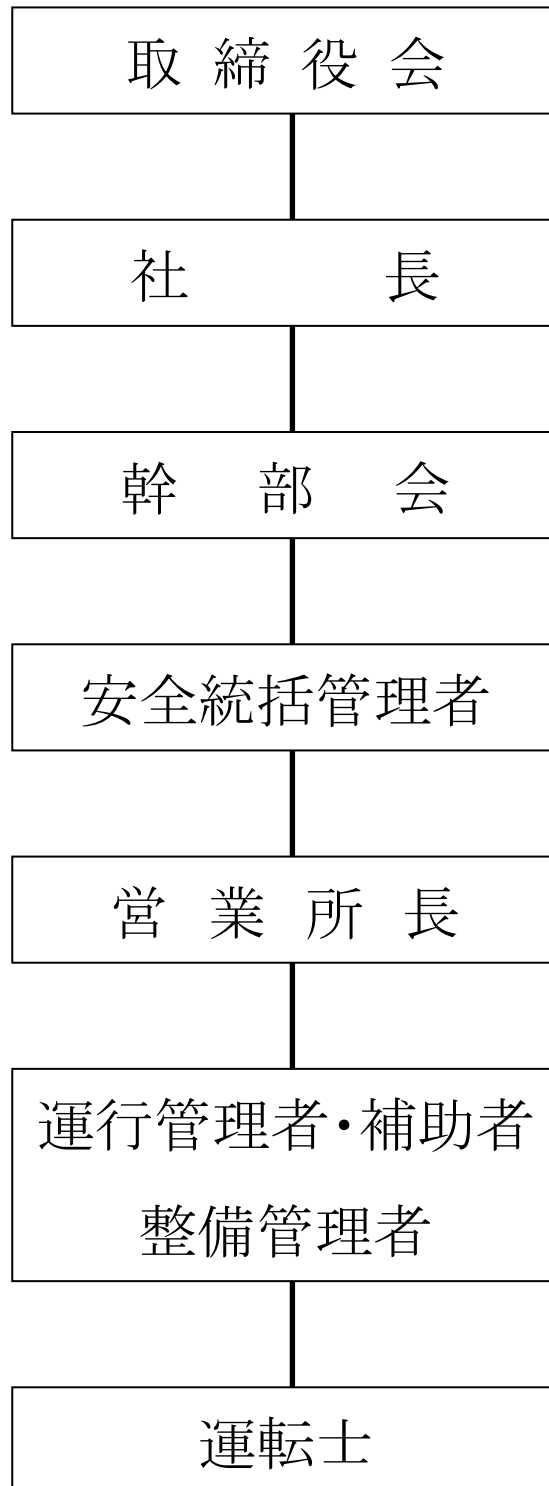 取締役会
社長
幹部会
安全統括管理者
営業所長
運行管理者・補助者
整備管理者
運転士